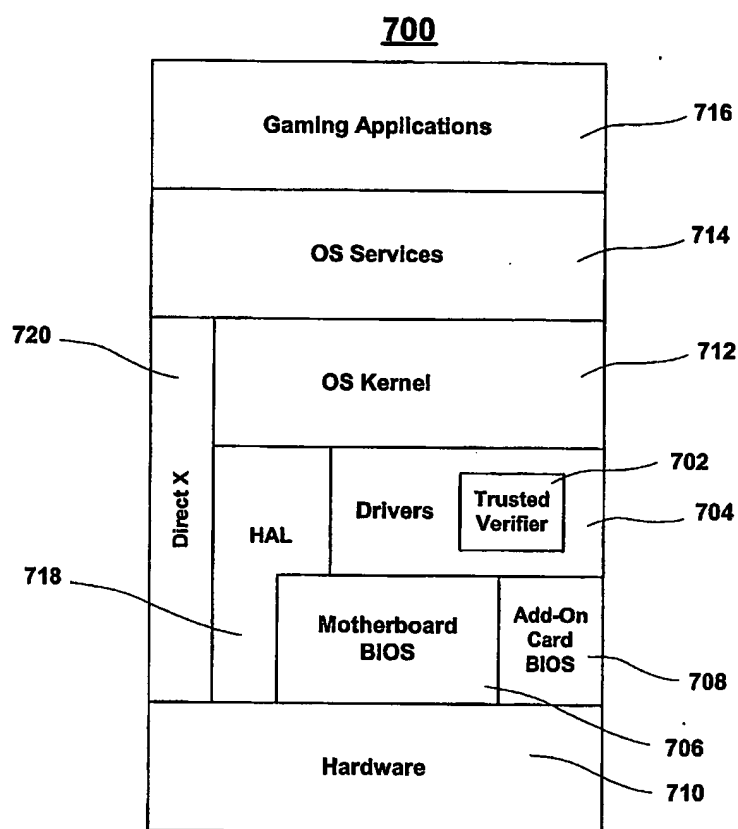 700
Gaming Applications
716
OS Services
714
720
OS Kernel
712
Direct X
HAL
Drivers
702
Trusted
Verifier
704
718
Motherboard
BIOS
Add-On
Card
BIOS
708
706
Hardware
710